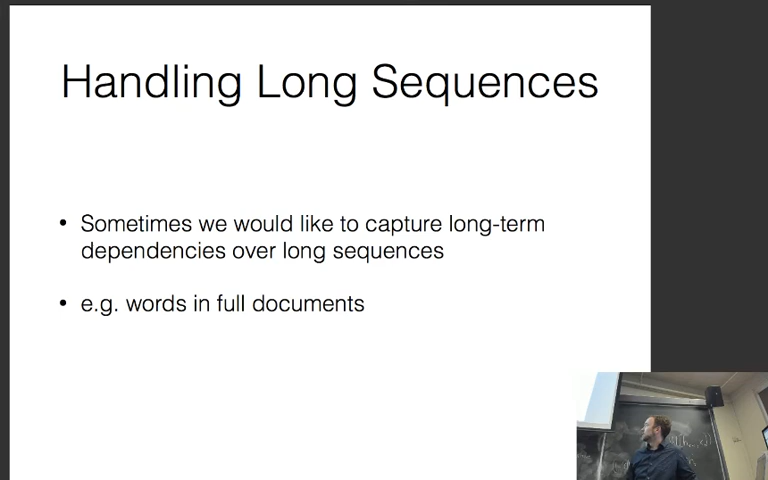 Handling Long Sequences
• Sometimes we would like to capture long-term
dependencies over long sequences
• e.g. words in full documents